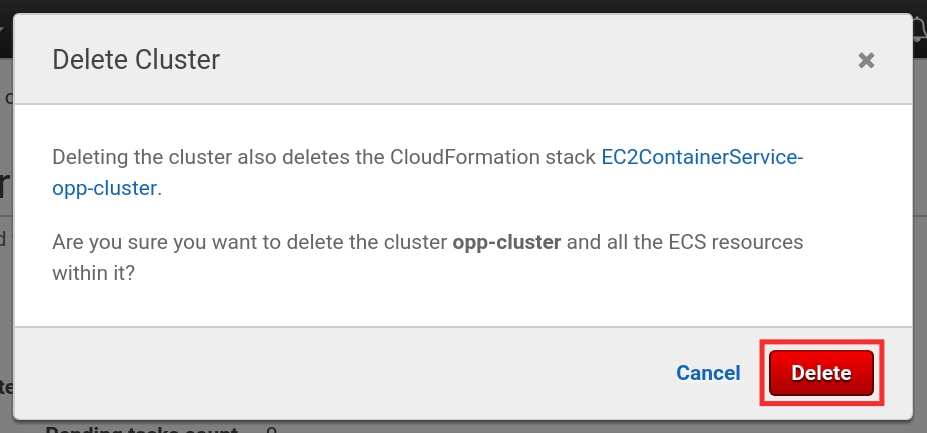 Delete Cluster
Deleting the cluster also deletes the CloudFormation stack EC2ContainerService-
opp-cluster.
Are you sure you want to delete the cluster opp-cluster and all the ECS resources
within it?
Cancel
Delete
Pending tasks count